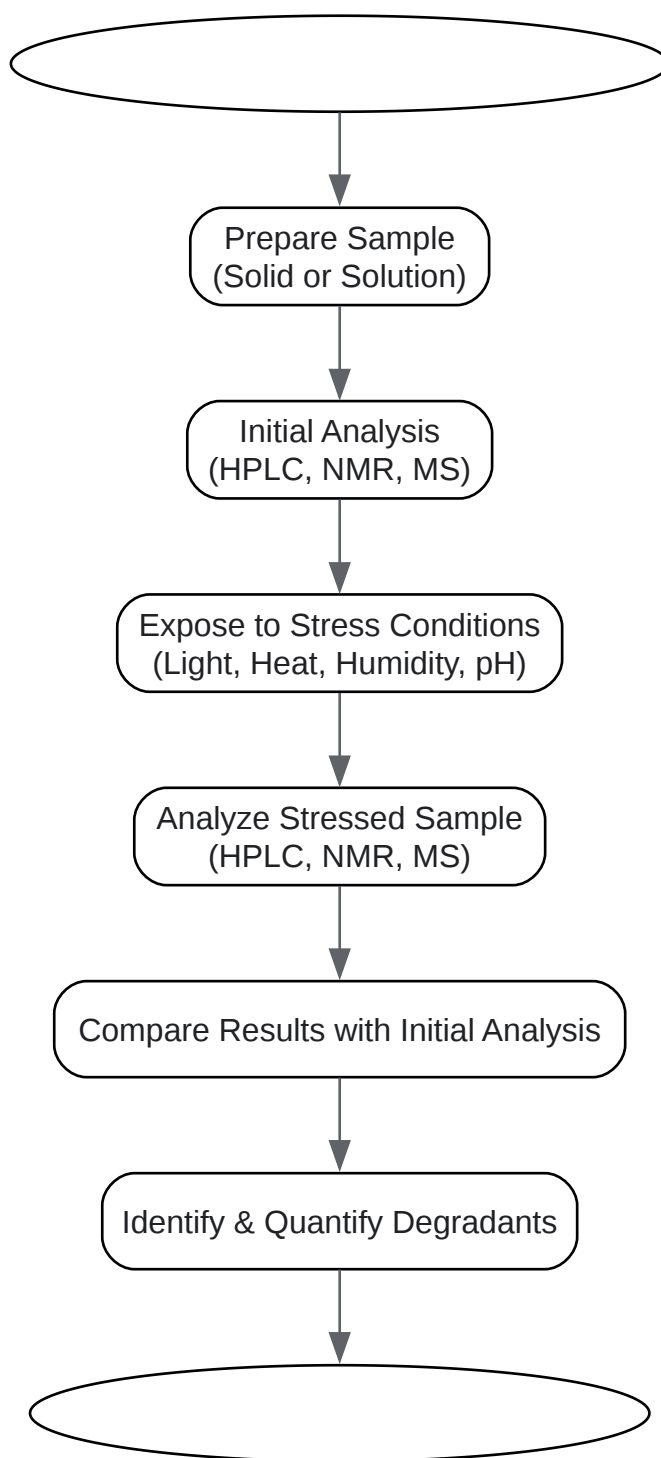 Prepare Sample
(Solid or Solution)
Initial Analysis
(HPLC, NMR, MS)
Expose to Stress Conditions
(Light, Heat, Humidity, pH)
Analyze Stressed Sample
(HPLC, NMR, MS)
Compare Results with Initial Analysis
Identify & Quantify Degradants